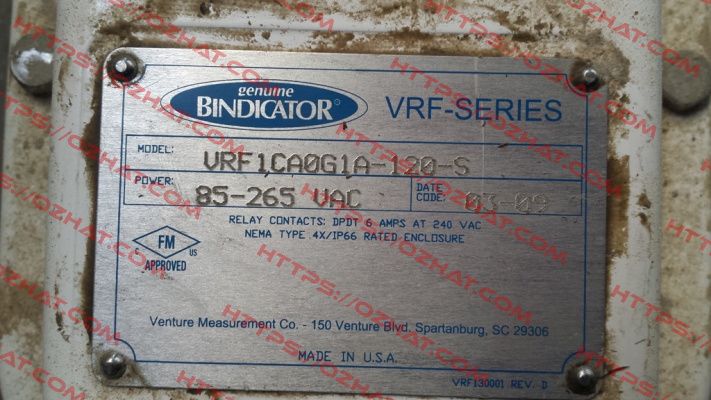 genuine
BINDICATOR®
VRF-SERIES
MODEL: VRF1CA0G1A-120-S
POWER: 85-265 VAC
DATE CODE: 03-09
RELAY CONTACTS: DPDT 6 AMPS AT 240 VAC
NEMA TYPE 4X/IP66 RATED ENCLOSURE
FM
C US
APPROVED
Venture Measurement Co. - 150 Venture Blvd. Spartanburg, SC 29306
MADE IN U.S.A.
VRF130001 REV. D
HTTPS://OZHAT.COM